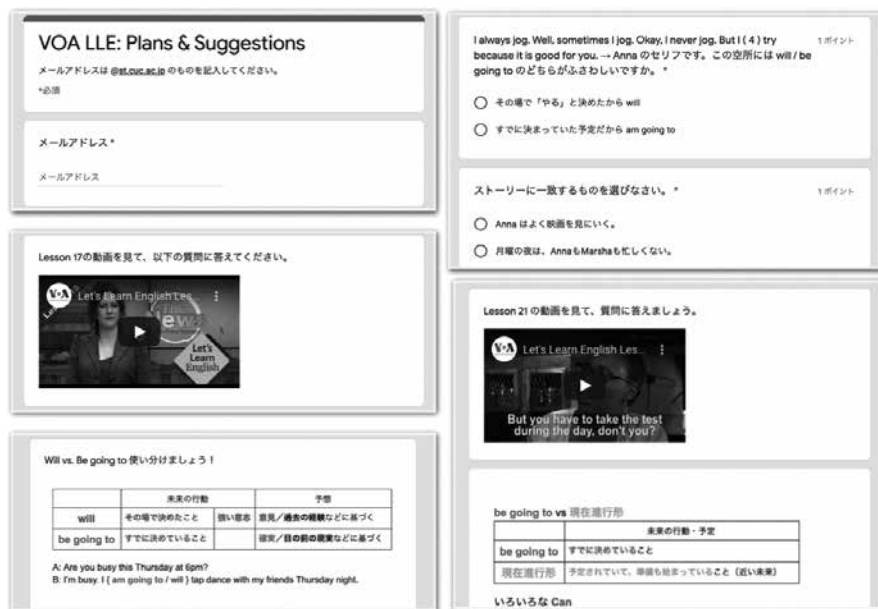 VOA LLE: Plans & Suggestions
メールアドレスは @st.cuc.ac.jp のものを記入してください。
*必須
メールアドレス *
メールアドレス
Lesson 17の動画を見て、以下の質問に答えてください。
VOA Let's Learn English Les...
Let's
Learn
English
Will vs. Be going to 使い分けましょう！
未来の行動 予想
will その場で決めたこと 強い意志 意見／過去の経験などに基づく
be going to すでに決めていること 確実／目の前の現実などに基づく
A: Are you busy this Thursday at 6pm?
B: I'm busy. I { am going to / will } tap dance with my friends Thursday night.
I always jog. Well, sometimes I jog. Okay, I never jog. But I ( 4 ) try 1 ポイント
because it is good for you. → Anna のセリフです。この空所には will / be
going to のどちらがふさわしいですか。 *
その場で「やる」と決めたから will
すでに決まっていた予定だから am going to
ストーリーに一致するものを選びなさい。 * 1 ポイント
Anna はよく映画を見にいく。
月曜の夜は、AnnaもMarshaも忙しくない。
Lesson 21 の動画を見て、質問に答えましょう。
VOA Let's Learn English Les...
But you have to take the test
during the day, don't you?
be going to vs 現在進行形
未来の行動・予定
be going to すでに決めていること
現在進行形 予定されていて、準備も始まっていること（近い未来）
いろいろな Can